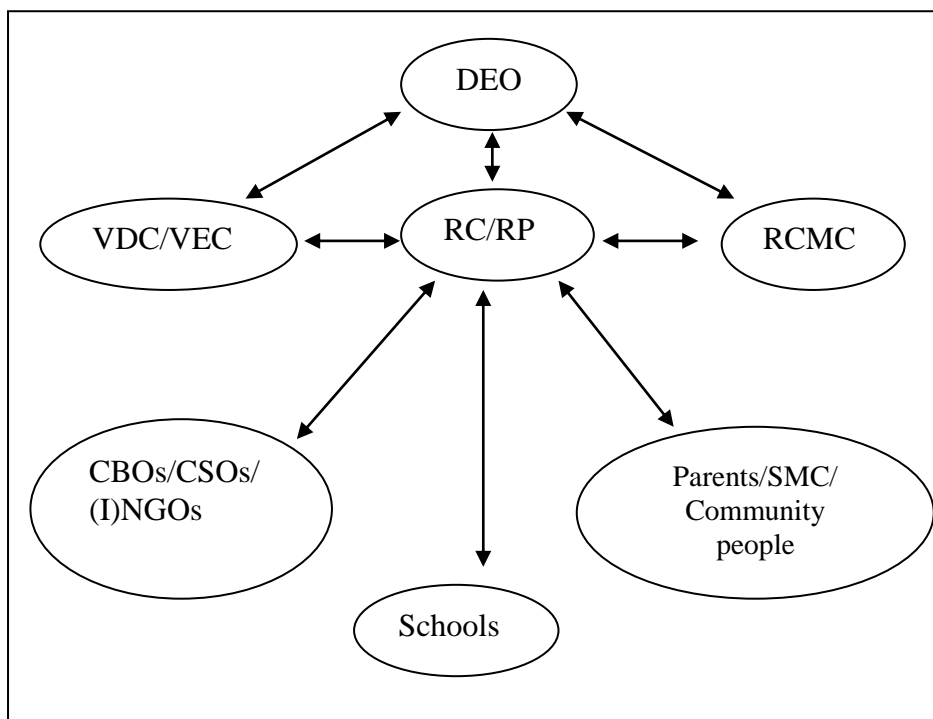 DEO
VDC/VEC
RC/RP
RCMC
CBOs/CSOs/
(I)NGOs
Parents/SMC/
Community
people
Schools